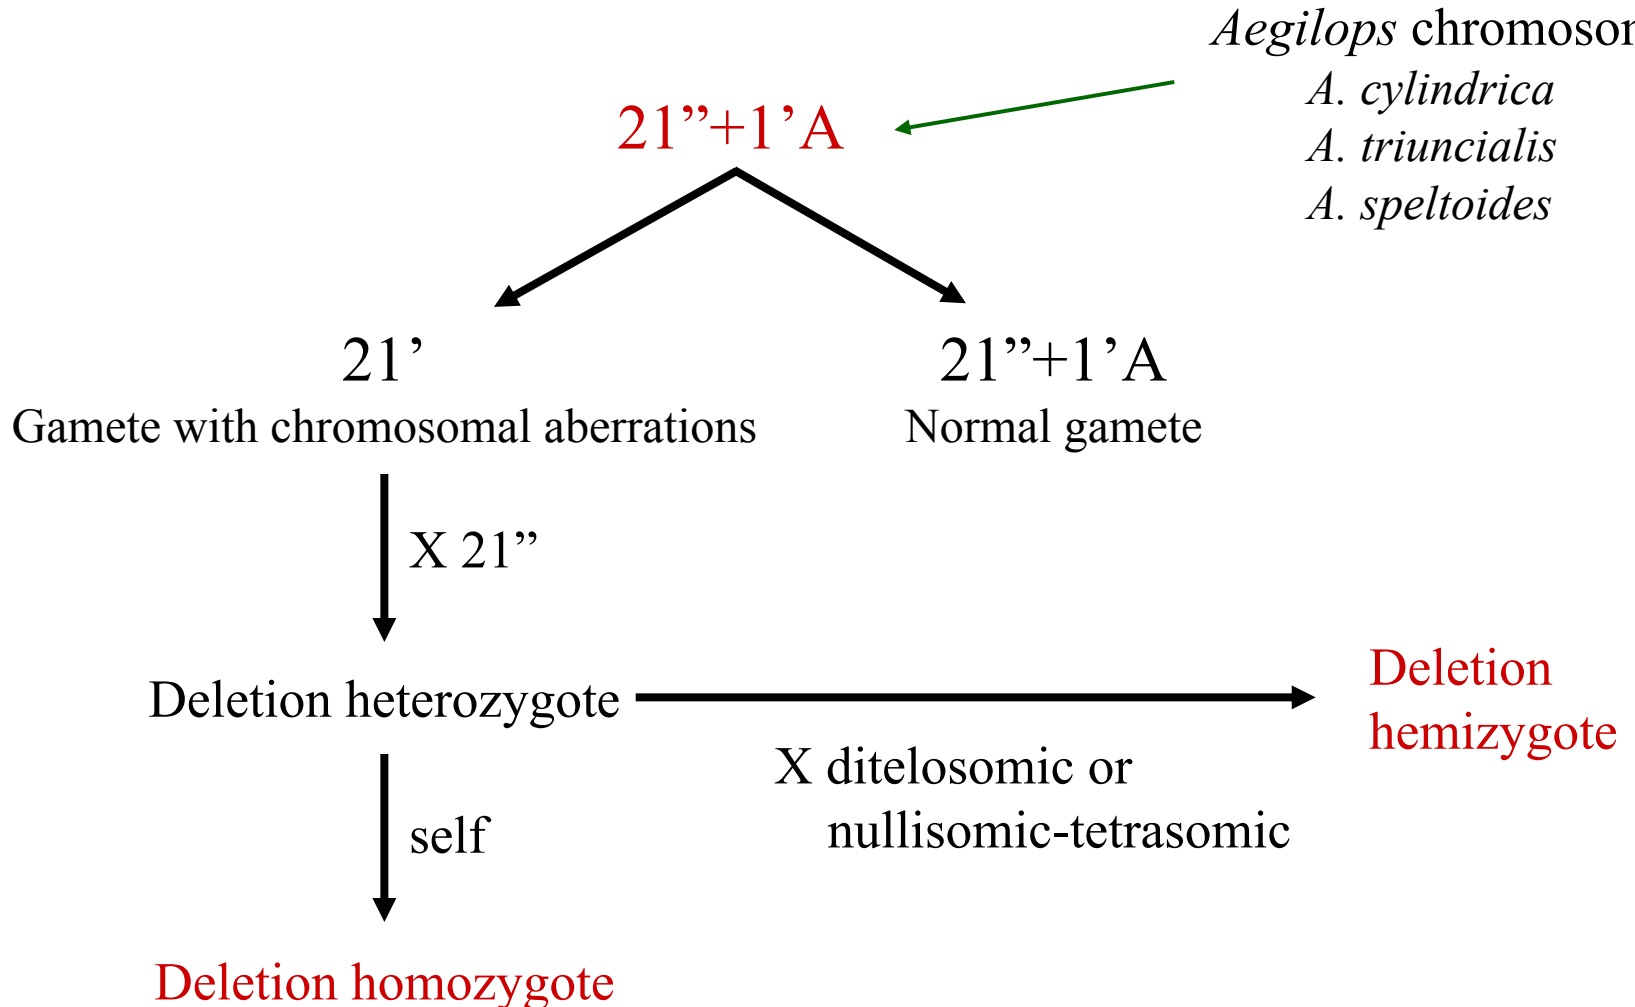 Aegilops chromosom
A. cylindrica
A. triuncialis
A. speltoides
21”+1’A
21’
21”+1’A
Gamete with chromosomal aberrations
Normal gamete
X 21”
Deletion heterozygote
Deletion
hemizygote
X ditelosomic or
nullisomic-tetrasomic
self
Deletion homozygote